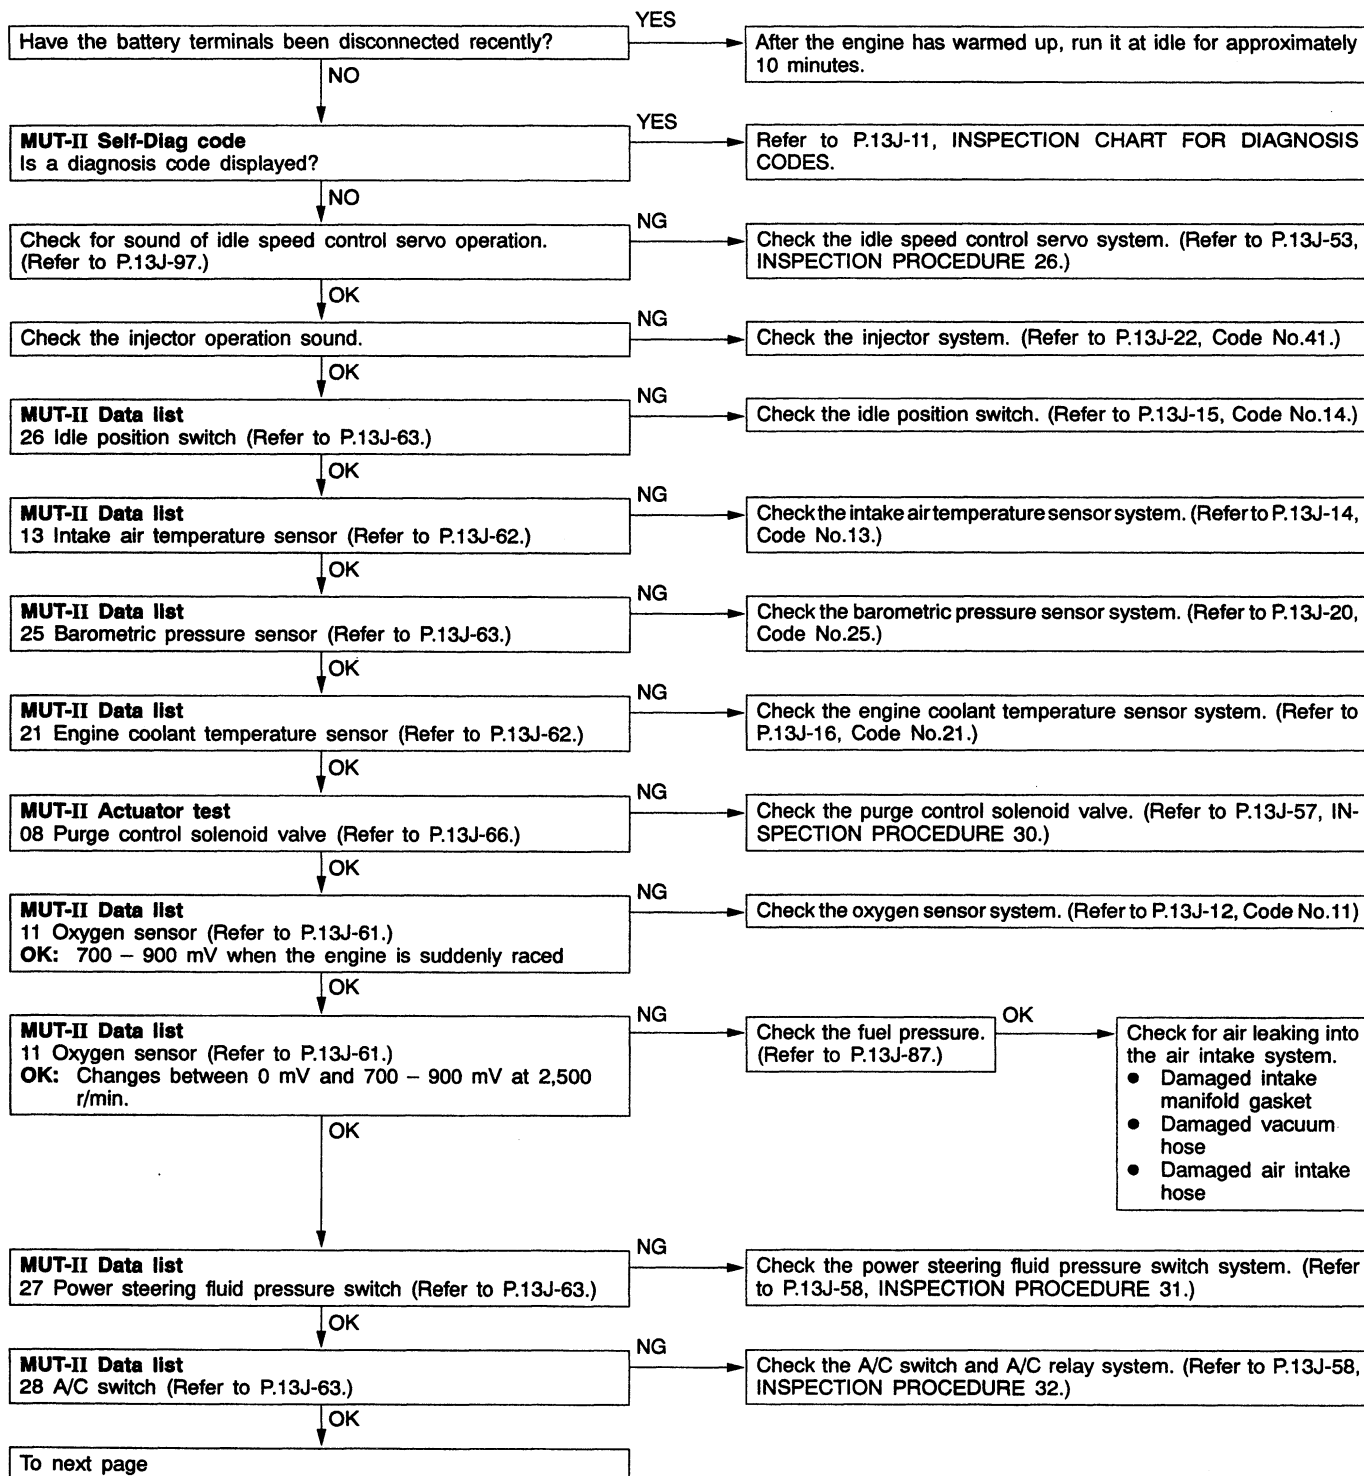 Have the battery terminals been disconnected recently?
YES
After the engine has warmed up, run it at idle for approximately
10 minutes.
NO
MUT-II Self-Diag code
Is a diagnosis code displayed?
YES
Refer to P.13J-11, INSPECTION CHART FOR DIAGNOSIS
CODES.
NO
Check for sound of idle speed control servo operation.
(Refer to P.13J-97.)
NG
Check the idle speed control servo system. (Refer to P.13J-53,
INSPECTION PROCEDURE 26.)
OK
Check the injector operation sound.
NG
Check the injector system. (Refer to P.13J-22, Code No.41.)
OK
MUT-II Data list
26 Idle position switch (Refer to P.13J-63.)
NG
Check the idle position switch. (Refer to P.13J-15, Code No.14.)
OK
MUT-II Data list
13 Intake air temperature sensor (Refer to P.13J-62.)
NG
Check the intake air temperature sensor system. (Refer to P.13J-14,
Code No.13.)
OK
MUT-II Data list
25 Barometric pressure sensor (Refer to P.13J-63.)
NG
Check the barometric pressure sensor system. (Refer to P.13J-20,
Code No.25.)
OK
MUT-II Data list
21 Engine coolant temperature sensor (Refer to P.13J-62.)
NG
Check the engine coolant temperature sensor system. (Refer to
P.13J-16, Code No.21.)
OK
MUT-II Actuator test
08 Purge control solenoid valve (Refer to P.13J-66.)
NG
Check the purge control solenoid valve. (Refer to P.13J-57, IN-
SPECTION PROCEDURE 30.)
OK
MUT-II Data list
11 Oxygen sensor (Refer to P.13J-61.)
OK: 700 – 900 mV when the engine is suddenly raced
NG
Check the oxygen sensor system. (Refer to P.13J-12, Code No.11)
OK
MUT-II Data list
11 Oxygen sensor (Refer to P.13J-61.)
OK: Changes between 0 mV and 700 – 900 mV at 2,500
r/min.
NG
Check the fuel pressure.
(Refer to P.13J-87.)
OK
Check for air leaking into
the air intake system.
● Damaged intake
manifold gasket
● Damaged vacuum
hose
● Damaged air intake
hose
OK
MUT-II Data list
27 Power steering fluid pressure switch (Refer to P.13J-63.)
NG
Check the power steering fluid pressure switch system. (Refer
to P.13J-58, INSPECTION PROCEDURE 31.)
OK
MUT-II Data list
28 A/C switch (Refer to P.13J-63.)
NG
Check the A/C switch and A/C relay system. (Refer to P.13J-58,
INSPECTION PROCEDURE 32.)
OK
To next page